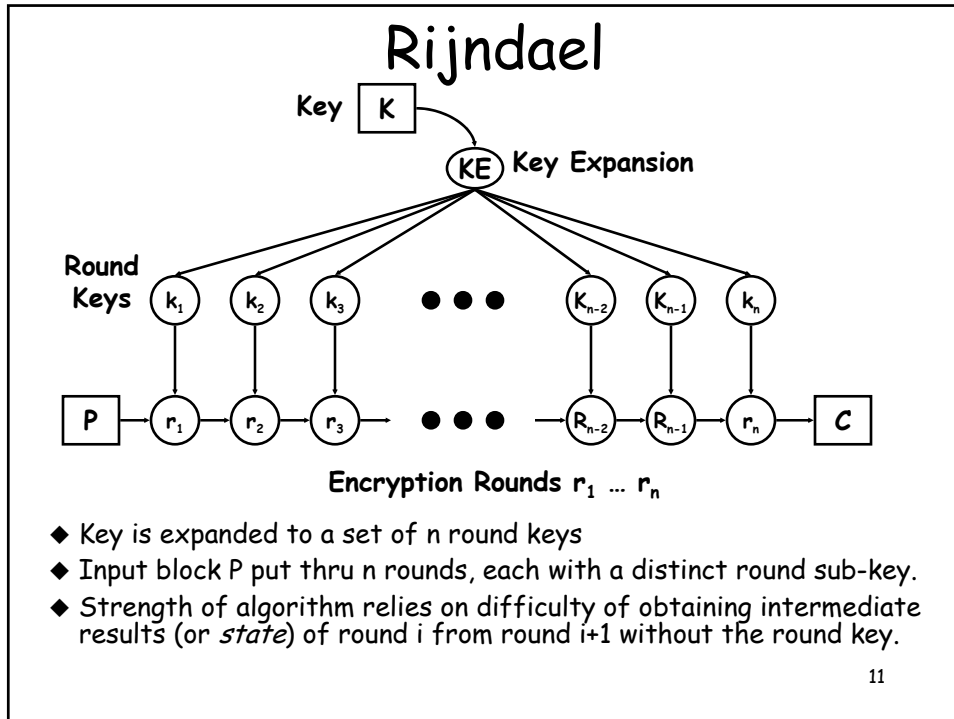 Rijndael
Key K
KE Key Expansion
Round
Keys
k₁ k₂ k₃ ●●● Kₙ₋₂ Kₙ₋₁ kₙ
P r₁ r₂ r₃ ●●● Rₙ₋₂ Rₙ₋₁ rₙ C
Encryption Rounds r₁ … rₙ
◆ Key is expanded to a set of n round keys
◆ Input block P put thru n rounds, each with a distinct round sub-key.
◆ Strength of algorithm relies on difficulty of obtaining intermediate
results (or state) of round i from round i+1 without the round key.
11